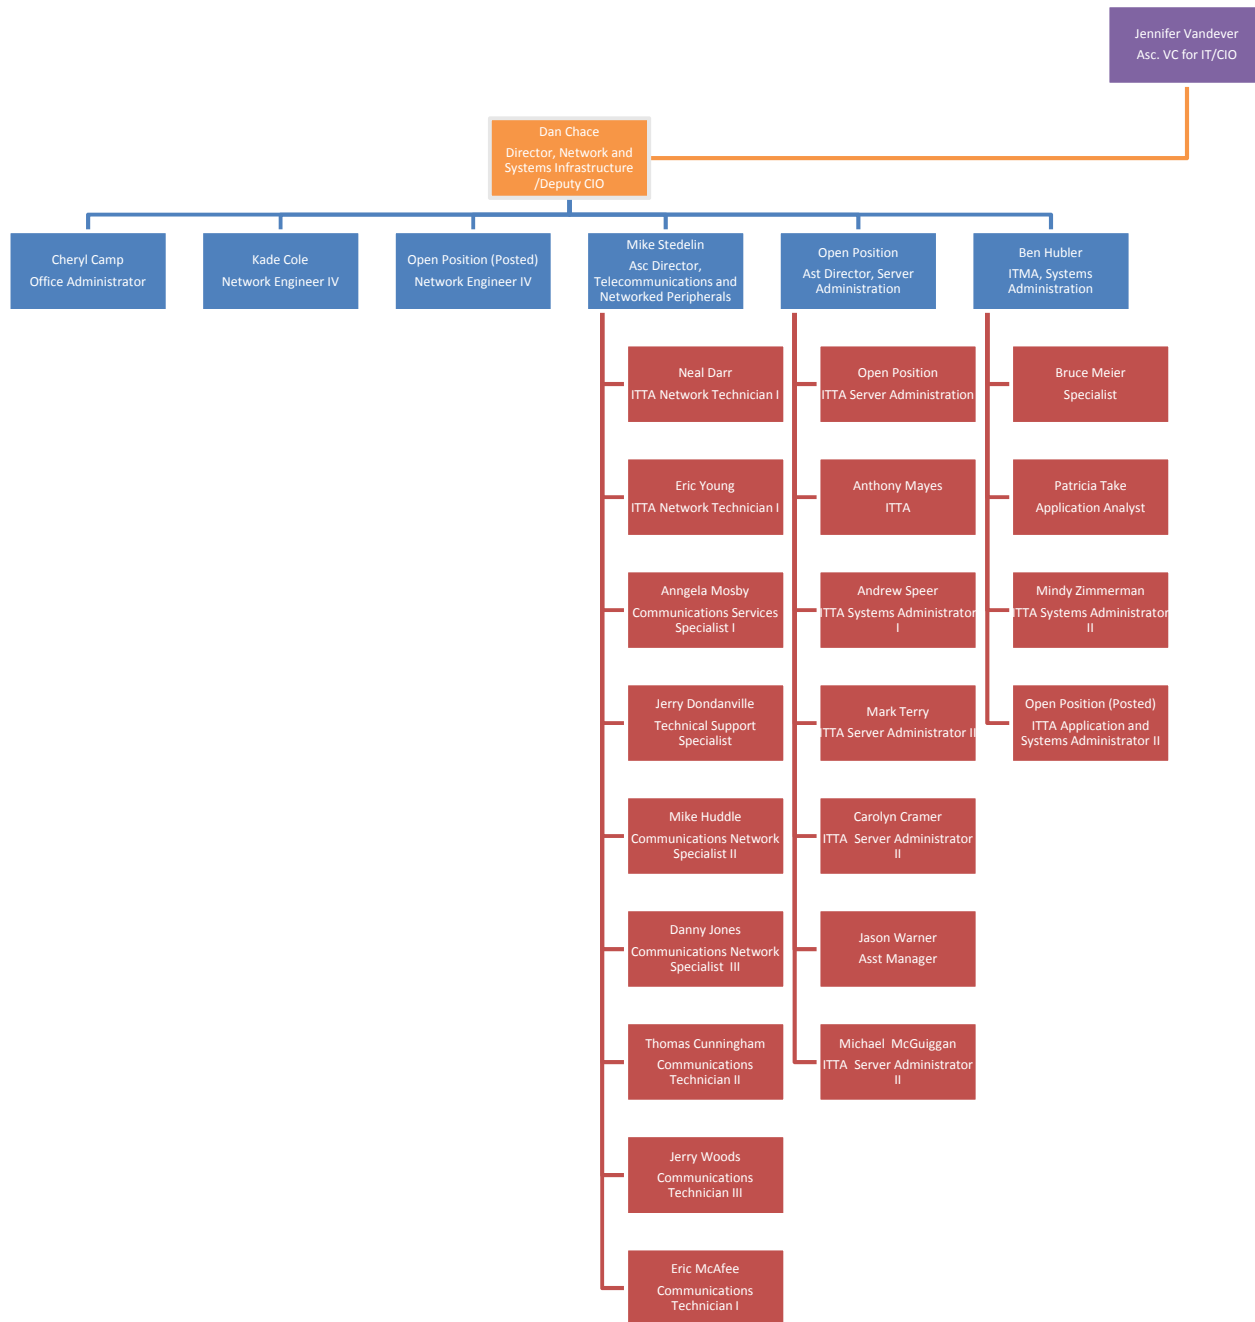 Jennifer Vandever
Asc. VC for IT/CIO
Dan Chace
Director, Network and
Systems Infrastructure
/Deputy CIO
Cheryl Camp
Office Administrator
Kade Cole
Network Engineer IV
Open Position (Posted)
Network Engineer IV
Mike Stedelin
Asc Director,
Telecommunications and
Networked Peripherals
Open Position
Ast Director, Server
Administration
Ben Hubler
ITMA, Systems
Administration
Neal Darr
ITTA Network Technician I
Eric Young
ITTA Network Technician I
Anngela Mosby
Communications Services
Specialist I
Jerry Dondanville
Technical Support
Specialist
Mike Huddle
Communications Network
Specialist II
Danny Jones
Communications Network
Specialist  III
Thomas Cunningham
Communications
Technician II
Jerry Woods
Communications
Technician III
Eric McAfee
Communications
Technician I
Open Position
ITTA Server Administration
Anthony Mayes
ITTA
Andrew Speer
ITTA Systems Administrator
I
Mark Terry
ITTA Server Administrator II
Carolyn Cramer
ITTA  Server Administrator
II
Jason Warner
Asst Manager
Michael  McGuiggan
ITTA  Server Administrator
II
Bruce Meier
Specialist
Patricia Take
Application Analyst
Mindy Zimmerman
ITTA Systems Administrator
II
Open Position (Posted)
ITTA Application and
Systems Administrator II